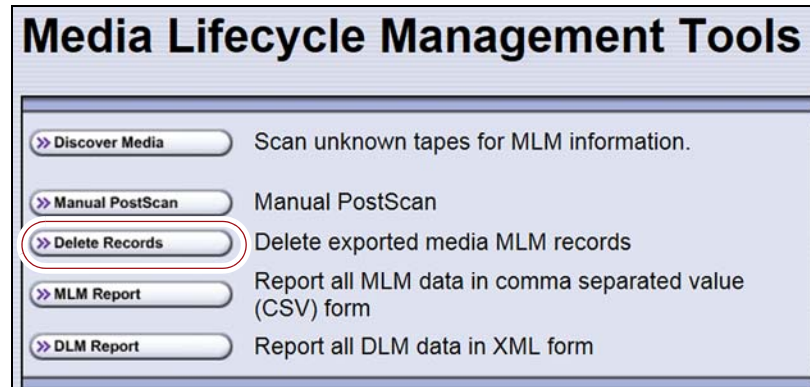 Media Lifecycle Management Tools
Discover Media Scan unknown tapes for MLM information.
Manual PostScan Manual PostScan
Delete Records Delete exported media MLM records
MLM Report Report all MLM data in comma separated value
(CSV) form
DLM Report Report all DLM data in XML form